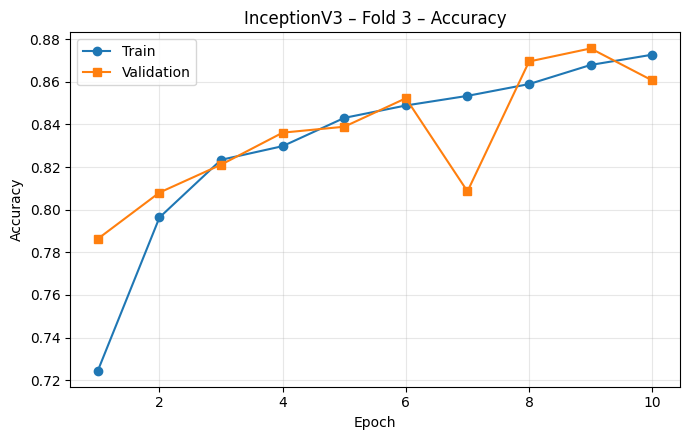 InceptionV3 – Fold 3 – Accuracy
Train
Validation
Accuracy
0.88
0.86
0.84
0.82
0.80
0.78
0.76
0.74
0.72
2 4 6 8 10
Epoch